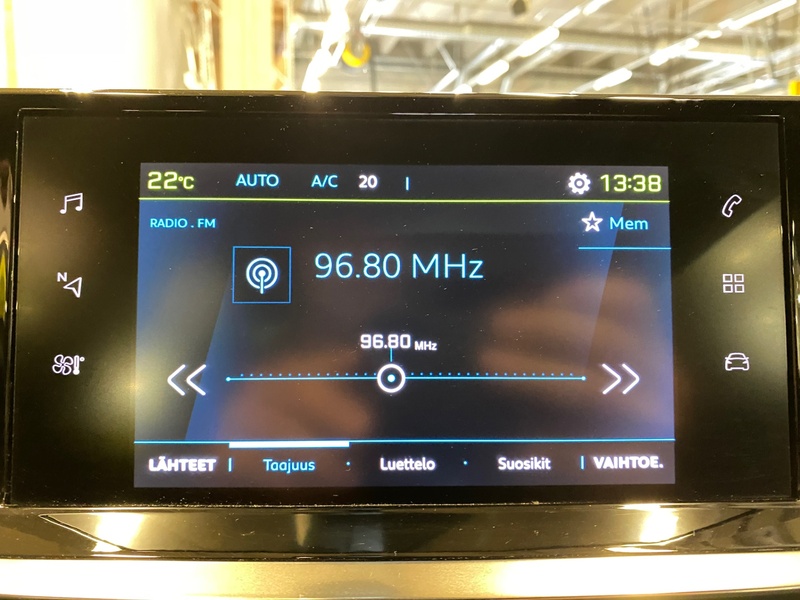 22°C AUTO A/C 20 13:38
RADIO . FM Mem
96.80 MHz
N
96.80 MHz
LÄHTEET Taajuus Luettelo Suosikit VAIHTOE.